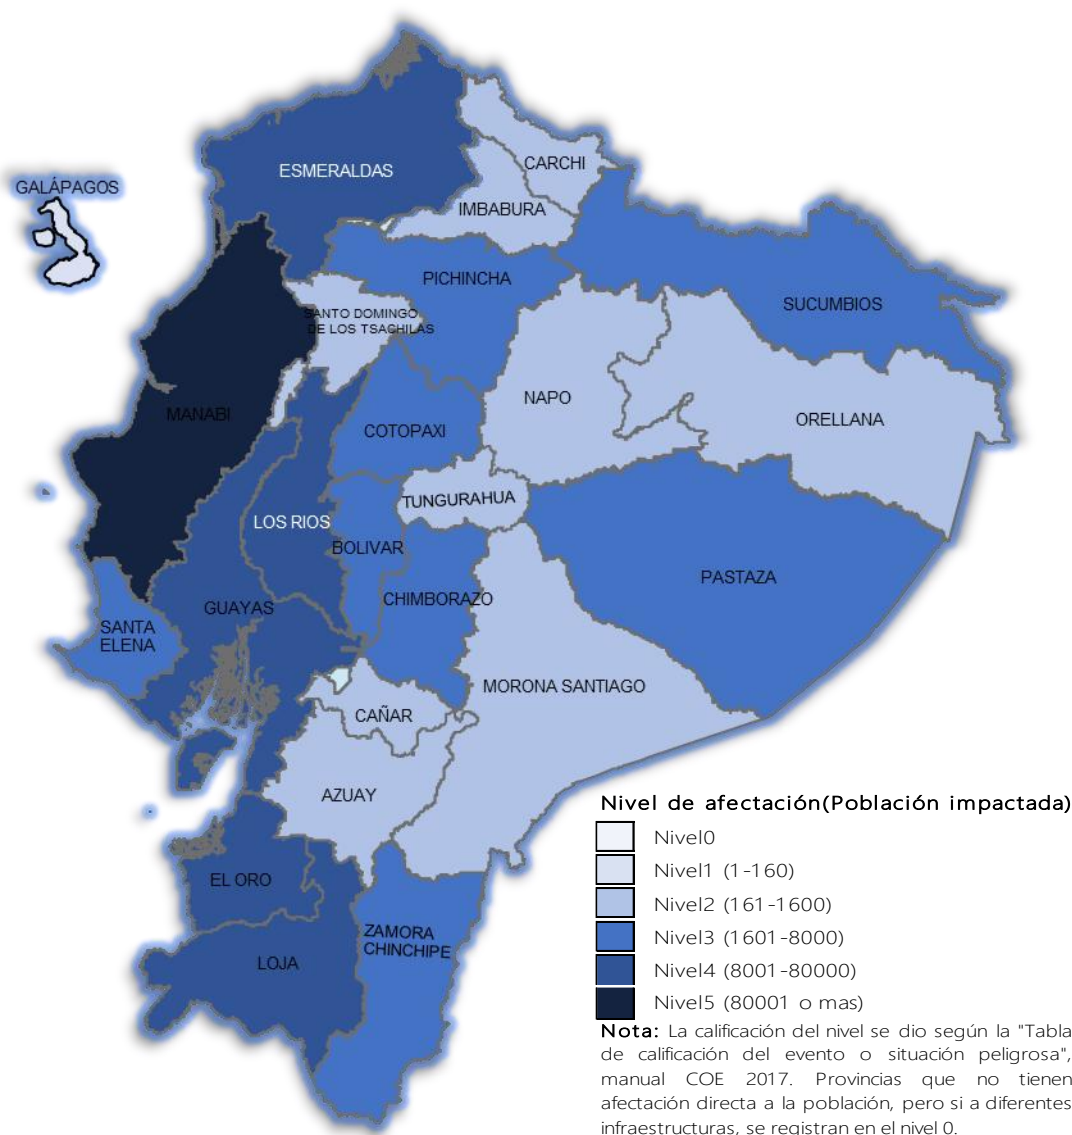 ESMERALDAS
CARCHI
GALÁPAGOS
IMBABURA
PICHINCHA
SUCUMBIOS
SANTO DOMINGO
DE LOS TSACHILAS
NAPO
MANABI
ORELLANA
COTOPAXI
TUNGURAHUA
LOS RIOS
BOLIVAR
PASTAZA
CHIMBORAZO
GUAYAS
SANTA
ELENA
MORONA SANTIAGO
CAÑAR
AZUAY
EL ORO
ZAMORA
CHINCHIPE
LOJA
Nivel de afectación(Población impactada)
Nivel0
Nivel1 (1-160)
Nivel2 (161-1600)
Nivel3 (1601-8000)
Nivel4 (8001-80000)
Nivel5 (80001 o mas)
Nota: La calificación del nivel se dio según la "Tabla
de calificación del evento o situación peligrosa",
manual COE 2017. Provincias que no tienen
afectación directa a la población, pero si a diferentes
infraestructuras, se registran en el nivel 0.